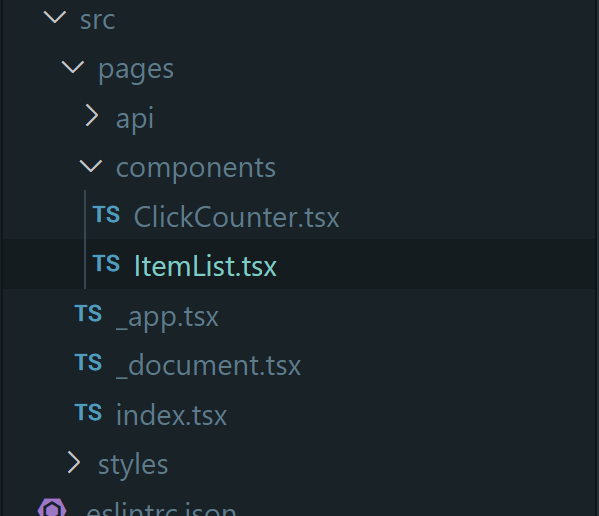 src
pages
api
components
TS ClickCounter.tsx
TS ItemList.tsx
TS _app.tsx
TS _document.tsx
TS index.tsx
styles
.eslintrc.json